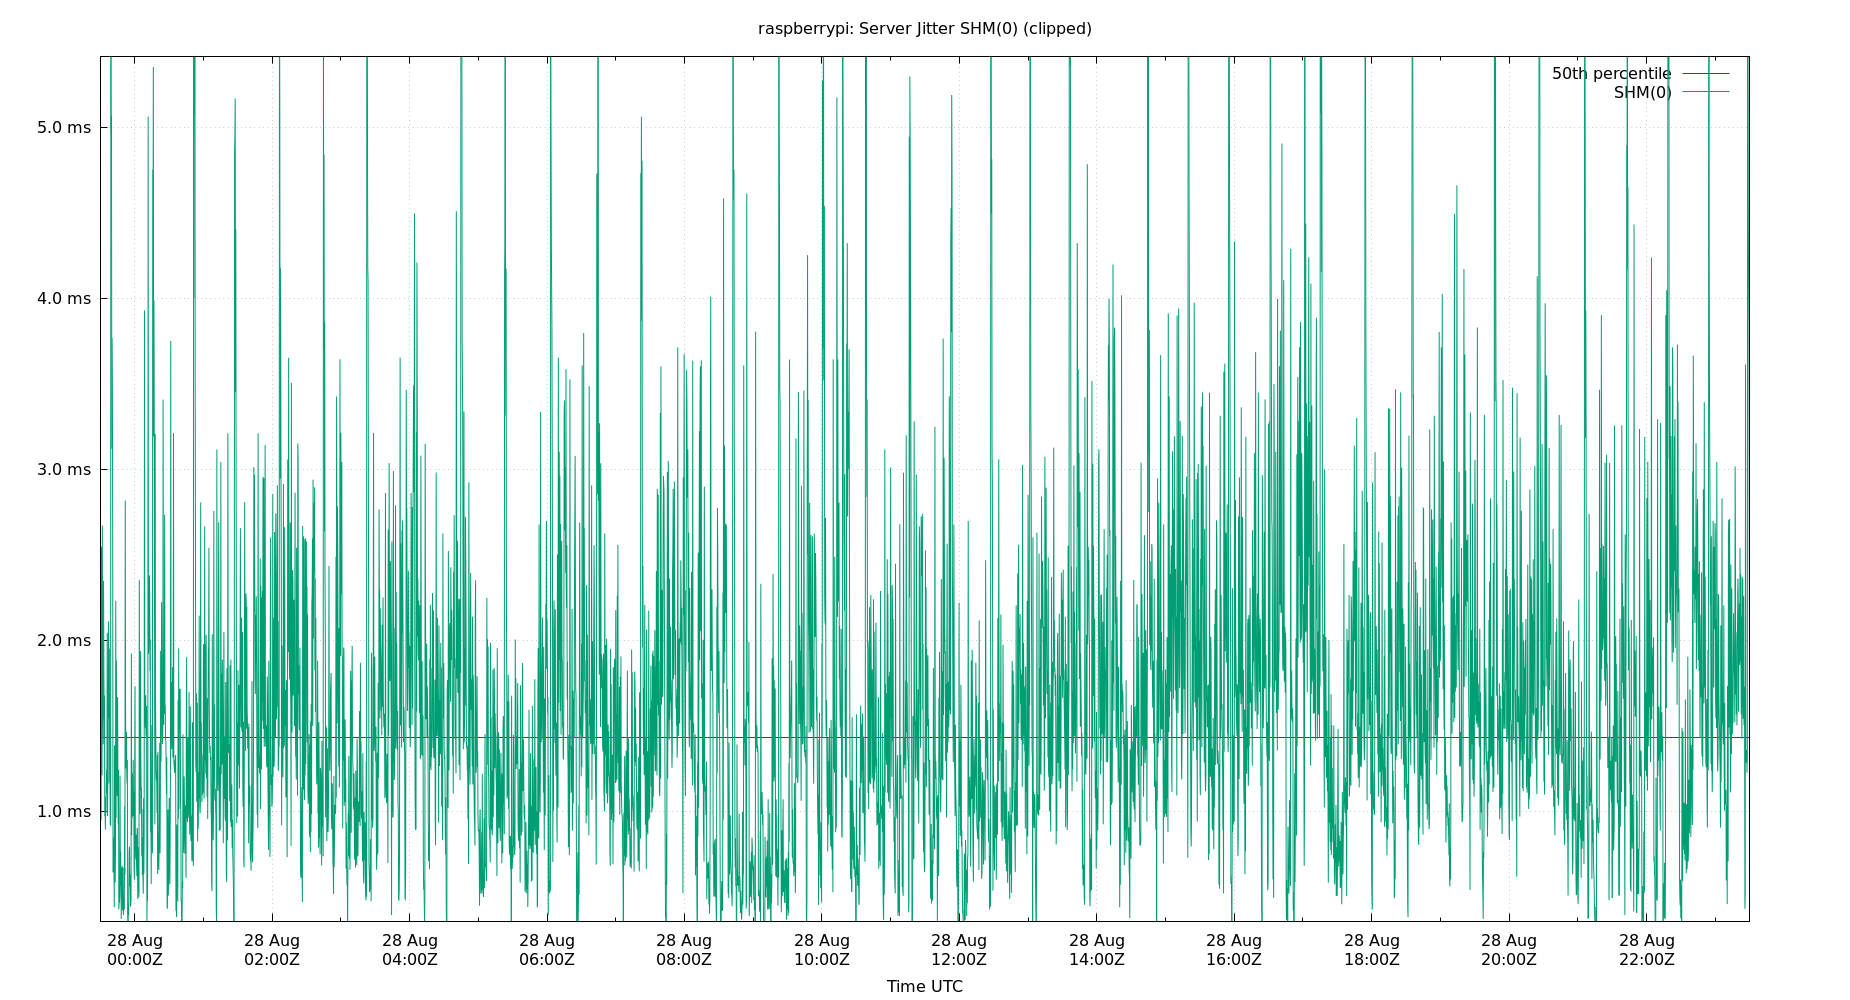 raspberrypi: Server Jitter SHM(0) (clipped)
50th percentile
SHM(0)
5.0 ms
4.0 ms
3.0 ms
2.0 ms
1.0 ms
28 Aug 28 Aug 28 Aug 28 Aug 28 Aug 28 Aug 28 Aug 28 Aug 28 Aug 28 Aug 28 Aug 28 Aug
00:00Z 02:00Z 04:00Z 06:00Z 08:00Z 10:00Z 12:00Z 14:00Z 16:00Z 18:00Z 20:00Z 22:00Z
Time UTC